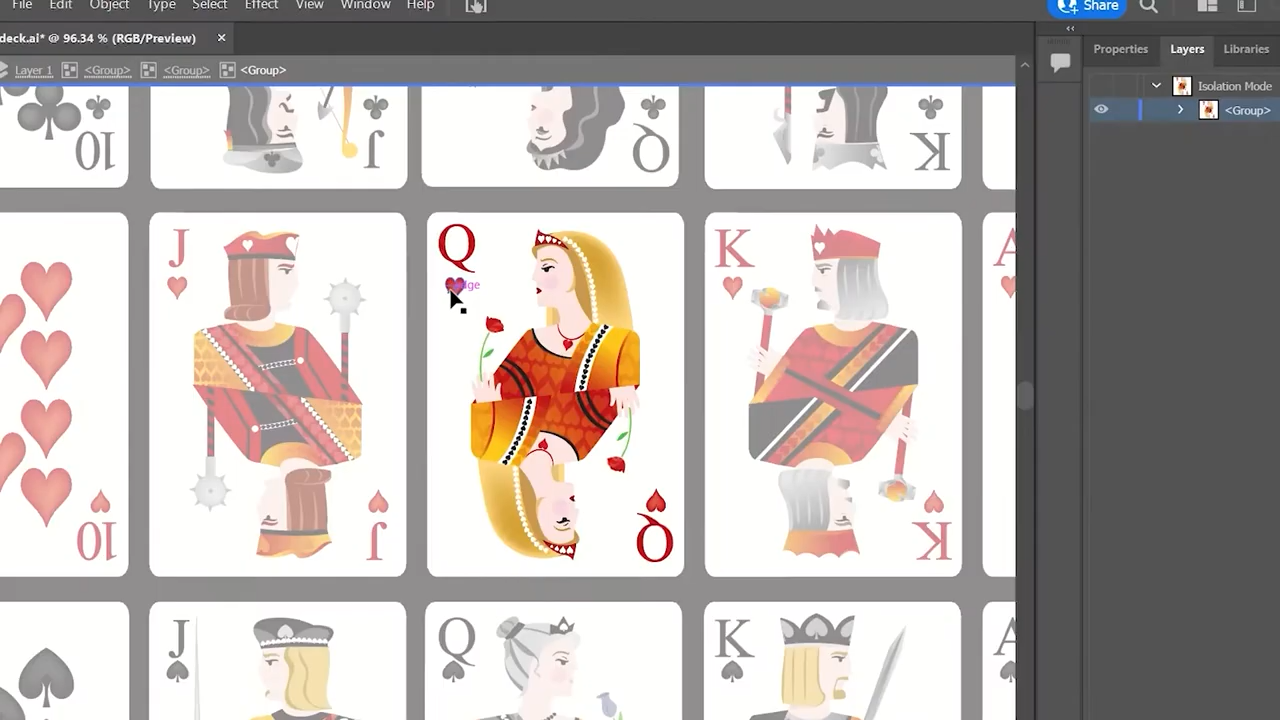 File Edit Object Type Select Effect View Window Help
Share
deck.ai* @ 96.34 % (RGB/Preview) ×
Properties Layers Libraries
Layer 1 <Group> <Group> <Group>
Isolation Mode
<Group>
10 J Q K
J Q K A
10 J Q K
J Q K A